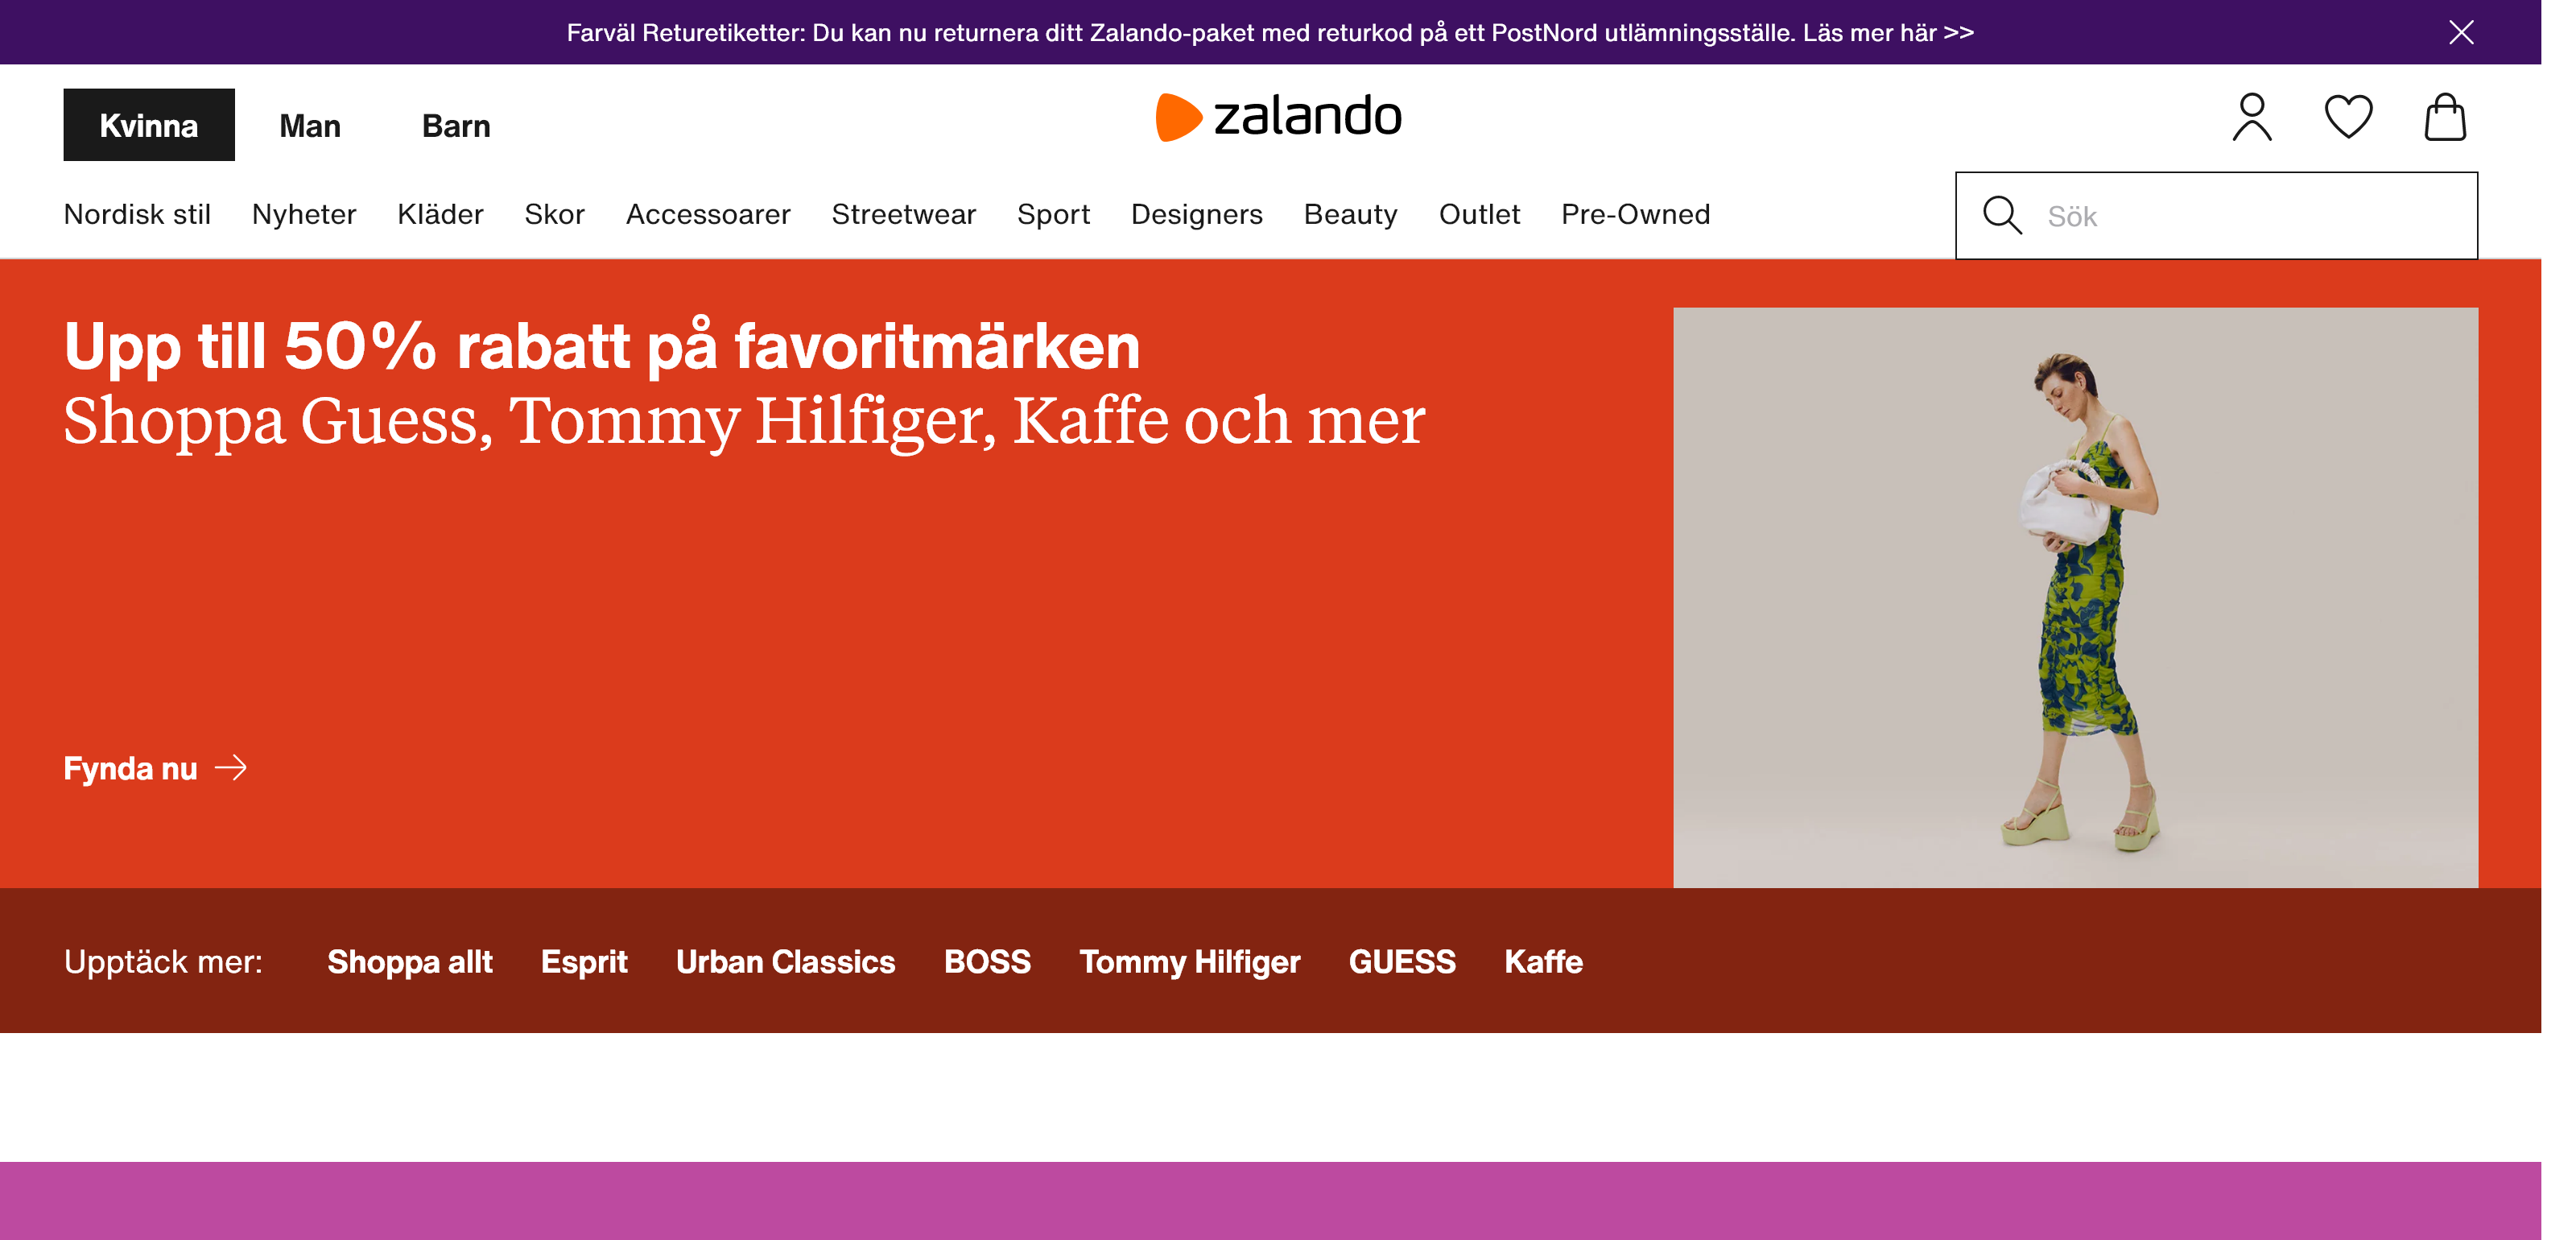 Farväl Returetiketter: Du kan nu returnera ditt Zalando-paket med returkod på ett PostNord utlämningsställe. Läs mer här >>
Kvinna Man Barn
zalando
Nordisk stil Nyheter Kläder Skor Accessoarer Streetwear Sport Designers Beauty Outlet Pre-Owned
Sök
Upp till 50% rabatt på favoritmärken
Shoppa Guess, Tommy Hilfiger, Kaffe och mer
Fynda nu
Upptäck mer: Shoppa allt Esprit Urban Classics BOSS Tommy Hilfiger GUESS Kaffe